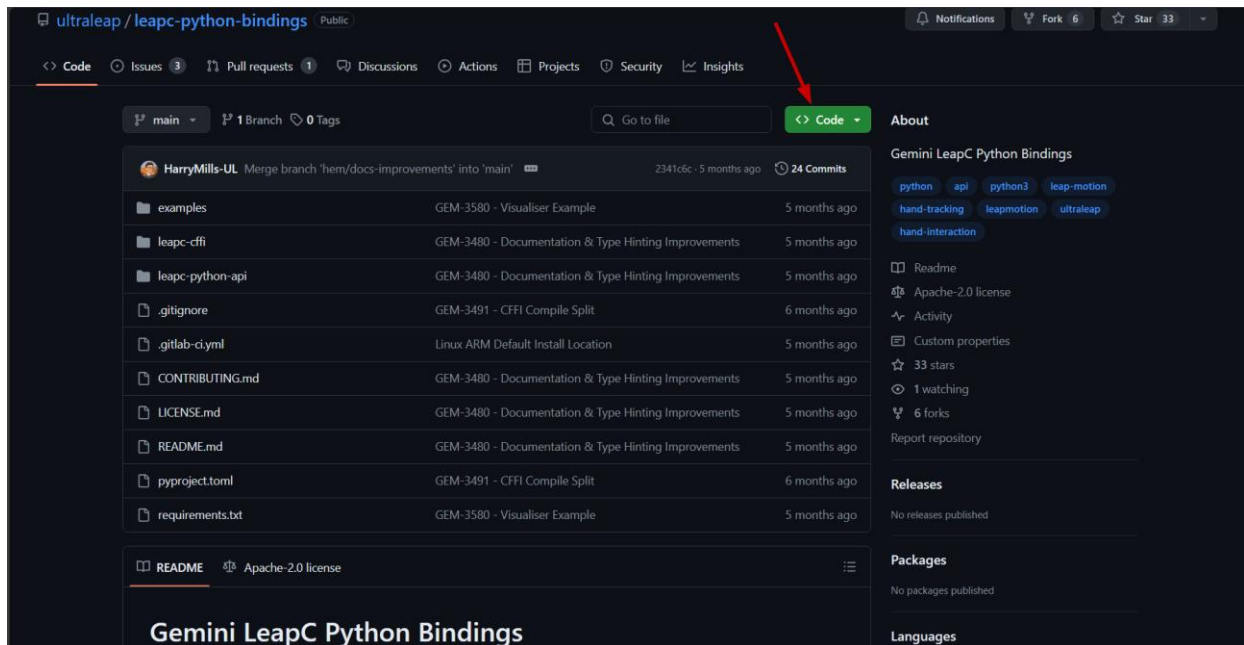 ultraleap / leapc-python-bindings Public
Notifications Fork 6 Star 33
<> Code Issues 3 Pull requests 1 Discussions Actions Projects Security Insights
main 1 Branch 0 Tags Go to file <> Code
HarryMills-UL Merge branch 'hem/docs-improvements' into 'main' 2341c6c · 5 months ago 24 Commits
examples GEM-3580 - Visualiser Example 5 months ago
leapc-cffi GEM-3480 - Documentation & Type Hinting Improvements 5 months ago
leapc-python-api GEM-3480 - Documentation & Type Hinting Improvements 5 months ago
.gitignore GEM-3491 - CFFI Compile Split 6 months ago
.gitlab-ci.yml Linux ARM Default Install Location 5 months ago
CONTRIBUTING.md GEM-3480 - Documentation & Type Hinting Improvements 5 months ago
LICENSE.md GEM-3480 - Documentation & Type Hinting Improvements 5 months ago
README.md GEM-3480 - Documentation & Type Hinting Improvements 5 months ago
pyproject.toml GEM-3491 - CFFI Compile Split 6 months ago
requirements.txt GEM-3580 - Visualiser Example 5 months ago
README Apache-2.0 license
Gemini LeapC Python Bindings
About
Gemini LeapC Python Bindings
python api python3 leap-motion
hand-tracking leapmotion ultraleap
hand-interaction
Readme
Apache-2.0 license
Activity
Custom properties
33 stars
1 watching
6 forks
Report repository
Releases
No releases published
Packages
No packages published
Languages